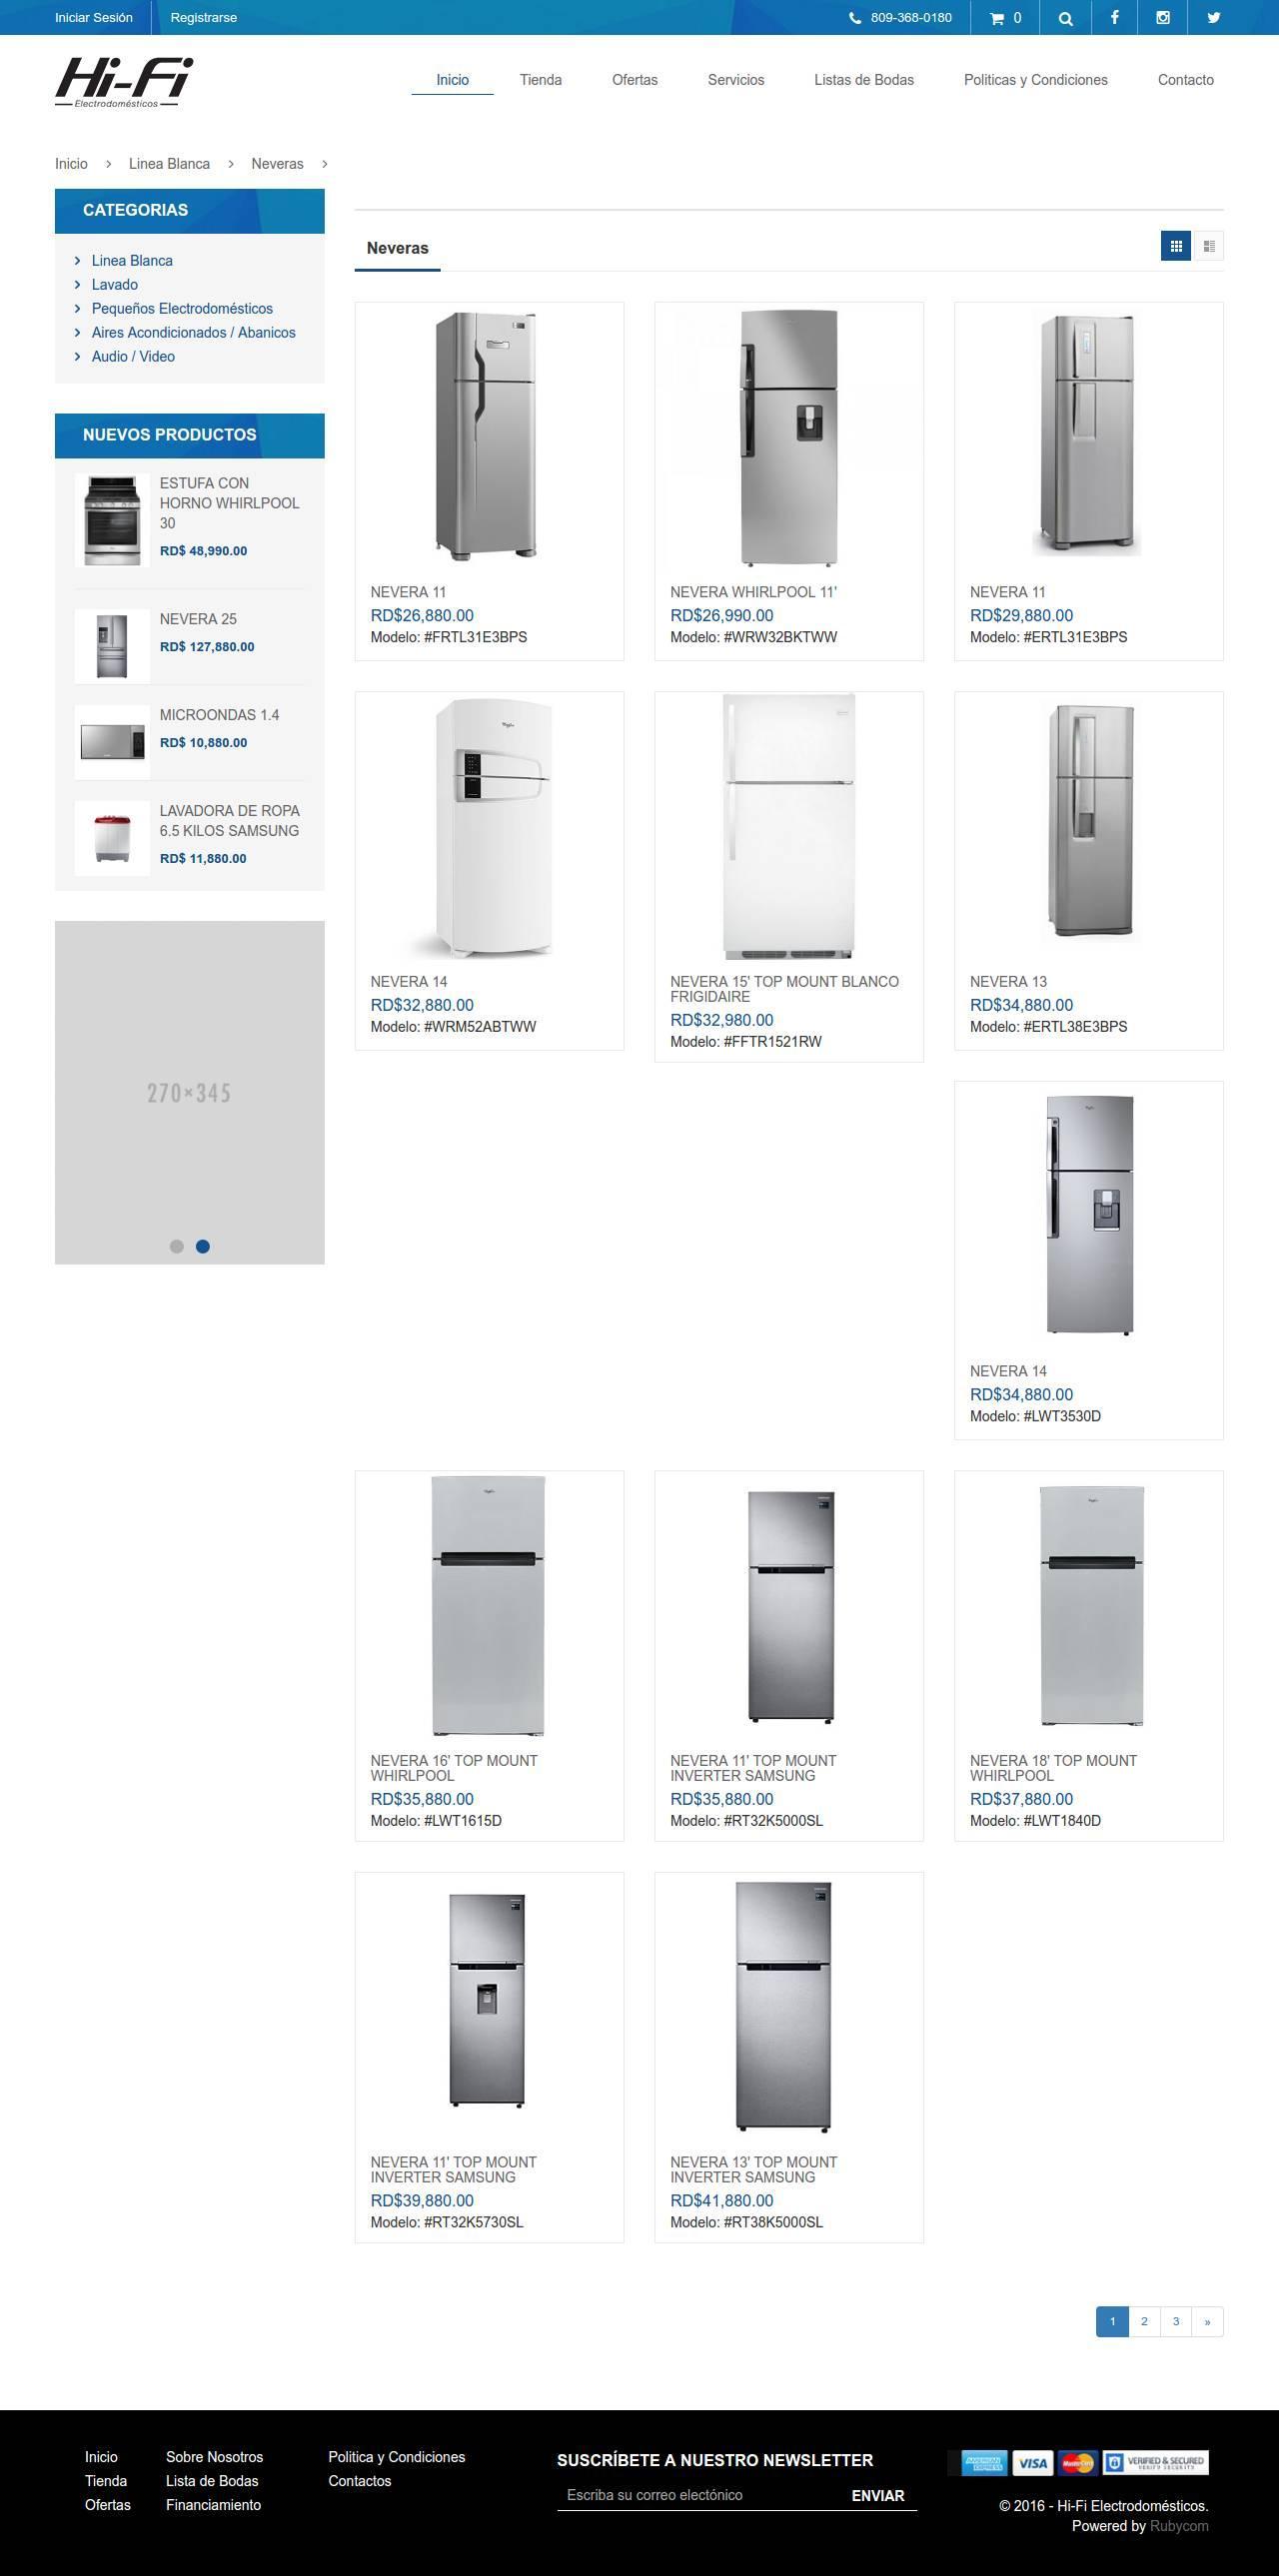 Iniciar Sesión Registrarse 809-368-0180 0
Hi-Fi
Electrodomésticos
Inicio Tienda Ofertas Servicios Listas de Bodas Politicas y Condiciones Contacto
Inicio > Linea Blanca > Neveras >
CATEGORIAS
Linea Blanca
Lavado
Pequeños Electrodomésticos
Aires Acondicionados / Abanicos
Audio / Video
NUEVOS PRODUCTOS
ESTUFA CON
HORNO WHIRLPOOL
30
RD$ 48,990.00
NEVERA 25
RD$ 127,880.00
MICROONDAS 1.4
RD$ 10,880.00
LAVADORA DE ROPA
6.5 KILOS SAMSUNG
RD$ 11,880.00
270×345
Neveras
NEVERA 11
RD$26,880.00
Modelo: #FRTL31E3BPS
NEVERA WHIRLPOOL 11'
RD$26,990.00
Modelo: #WRW32BKTWW
NEVERA 11
RD$29,880.00
Modelo: #ERTL31E3BPS
NEVERA 14
RD$32,880.00
Modelo: #WRM52ABTWW
NEVERA 15' TOP MOUNT BLANCO
FRIGIDAIRE
RD$32,980.00
Modelo: #FFTR1521RW
NEVERA 13
RD$34,880.00
Modelo: #ERTL38E3BPS
NEVERA 14
RD$34,880.00
Modelo: #LWT3530D
NEVERA 16' TOP MOUNT
WHIRLPOOL
RD$35,880.00
Modelo: #LWT1615D
NEVERA 11' TOP MOUNT
INVERTER SAMSUNG
RD$35,880.00
Modelo: #RT32K5000SL
NEVERA 18' TOP MOUNT
WHIRLPOOL
RD$37,880.00
Modelo: #LWT1840D
NEVERA 11' TOP MOUNT
INVERTER SAMSUNG
RD$39,880.00
Modelo: #RT32K5730SL
NEVERA 13' TOP MOUNT
INVERTER SAMSUNG
RD$41,880.00
Modelo: #RT38K5000SL
1 2 3 »
Inicio Sobre Nosotros Politica y Condiciones
Tienda Lista de Bodas Contactos
Ofertas Financiamiento
SUSCRÍBETE A NUESTRO NEWSLETTER
Escriba su correo electónico ENVIAR
AMERICAN EXPRESS VISA MasterCard VERIFIED & SECURED
VERIFY SECURITY
© 2016 - Hi-Fi Electrodomésticos.
Powered by Rubycom